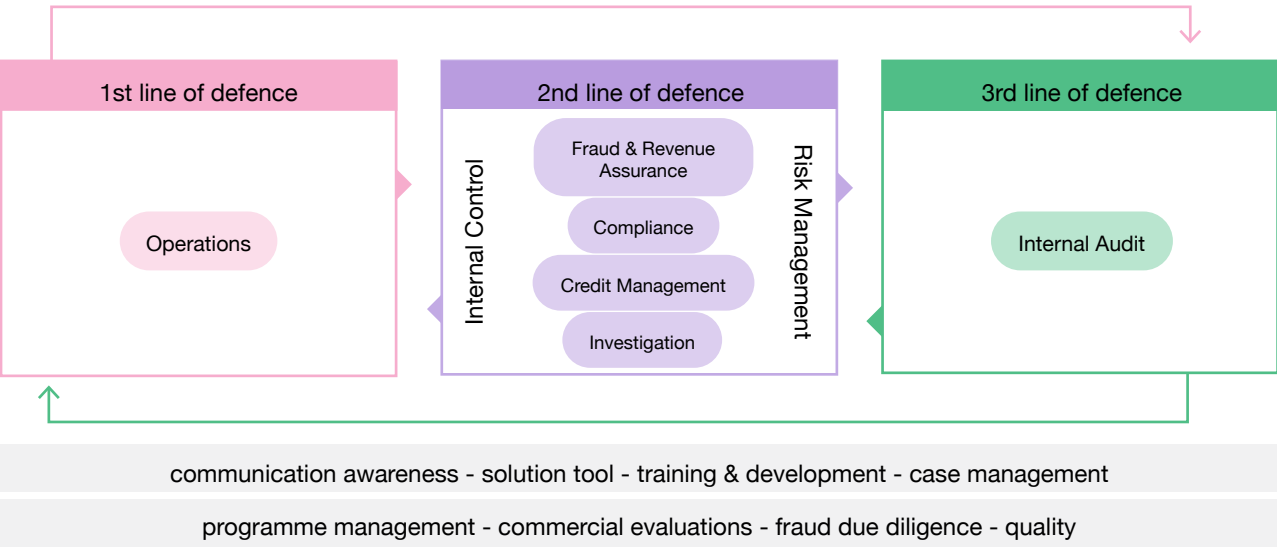 1st line of defence
Operations
2nd line of defence
Internal Control
Fraud & Revenue
Assurance
Compliance
Credit Management
Investigation
Risk Management
3rd line of defence
Internal Audit
communication awareness - solution tool - training & development - case management
programme management - commercial evaluations - fraud due diligence - quality